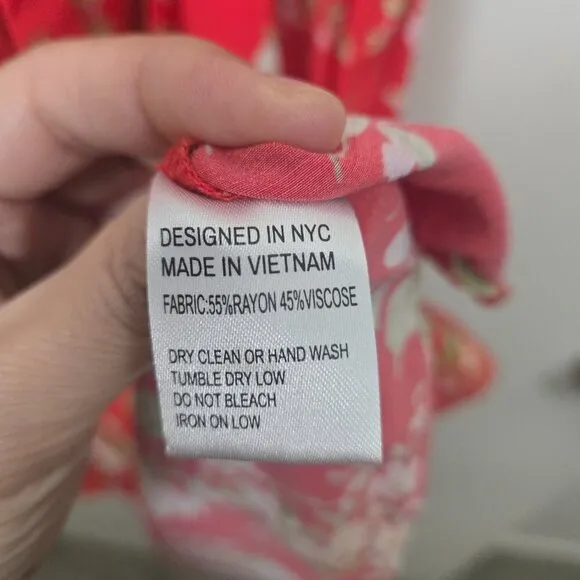 DESIGNED IN NYC
MADE IN VIETNAM
FABRIC:55%RAYON 45%VISCOSE
DRY CLEAN OR HAND WASH
TUMBLE DRY LOW
DO NOT BLEACH
IRON ON LOW